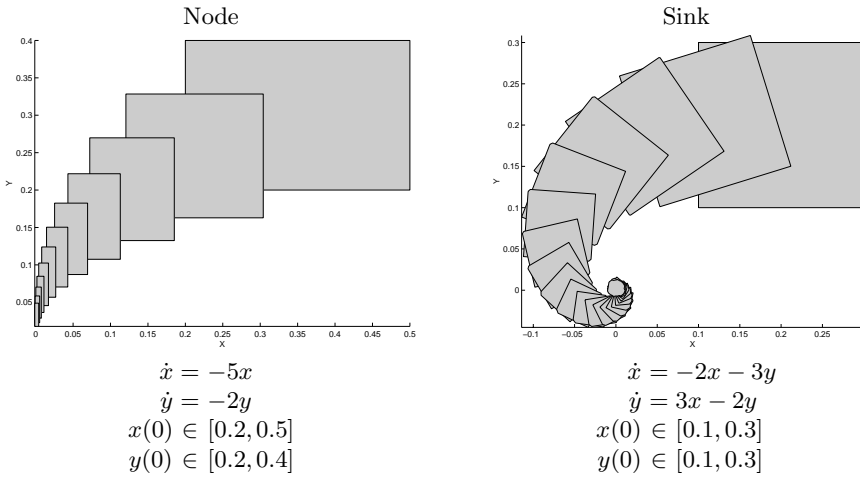 Node
0.4
0.35
0.3
0.25
0.2
0.15
0.1
0.05
Y
0 0.05 0.1 0.15 0.2 0.25 0.3 0.35 0.4 0.45 0.5
X
ẋ = −5x
ẏ = −2y
x(0) ∈ [0.2, 0.5]
y(0) ∈ [0.2, 0.4]
Sink
0.3
0.25
0.2
0.15
0.1
0.05
0
Y
−0.1 −0.05 0 0.05 0.1 0.15 0.2 0.25
X
ẋ = −2x − 3y
ẏ = 3x − 2y
x(0) ∈ [0.1, 0.3]
y(0) ∈ [0.1, 0.3]